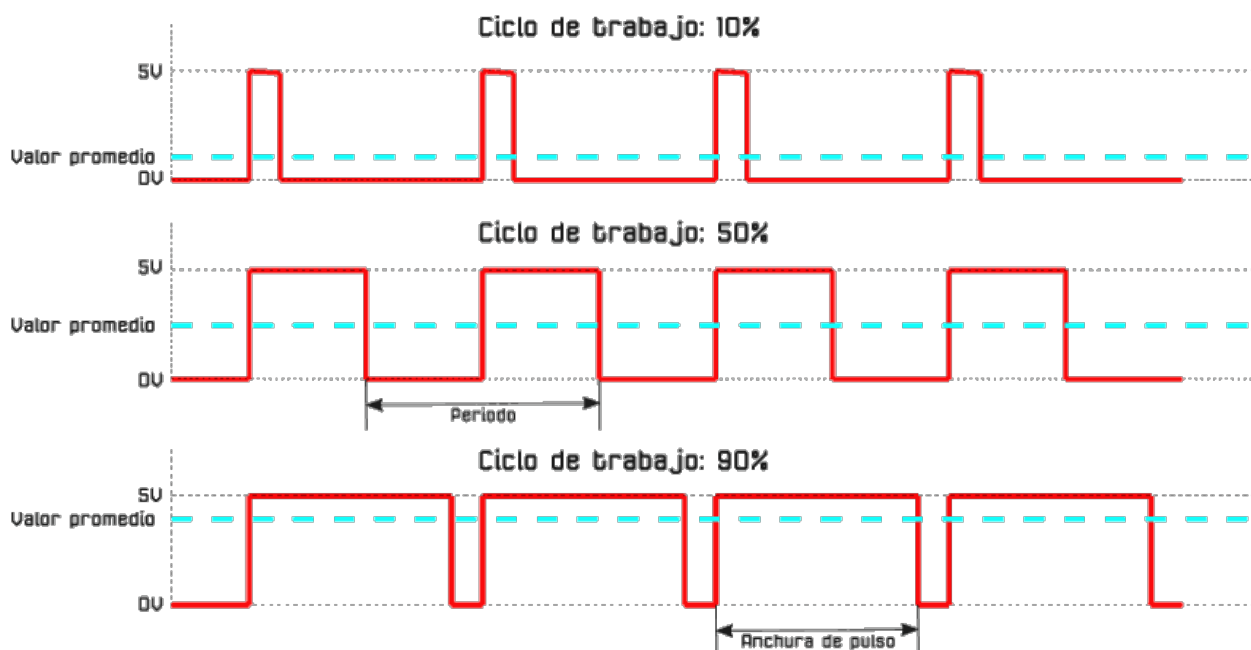 Ciclo de trabajo: 10%
5V
Valor promedio
0V
Ciclo de trabajo: 50%
5V
Valor promedio
0V
Periodo
Ciclo de trabajo: 90%
5V
Valor promedio
0V
Anchura de pulso